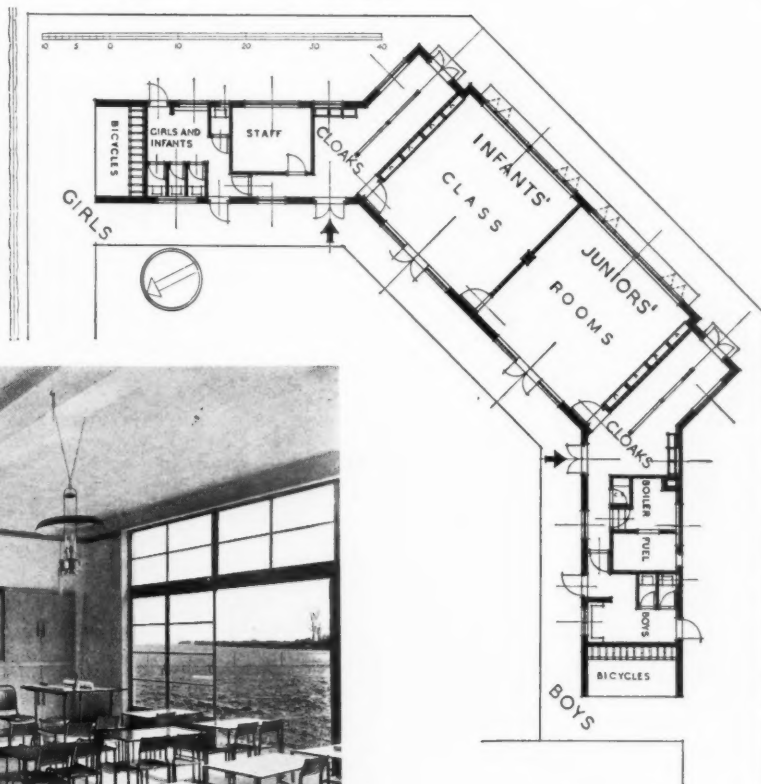 10 5 0 10 20 30 40
BICYCLES
GIRLS AND
INFANTS
STAFF
CLOAKS
GIRLS
INFANTS'
CLASS
JUNIORS'
ROOMS
CLOAKS
BOILER
FUEL
BOYS
BICYCLES
BOYS